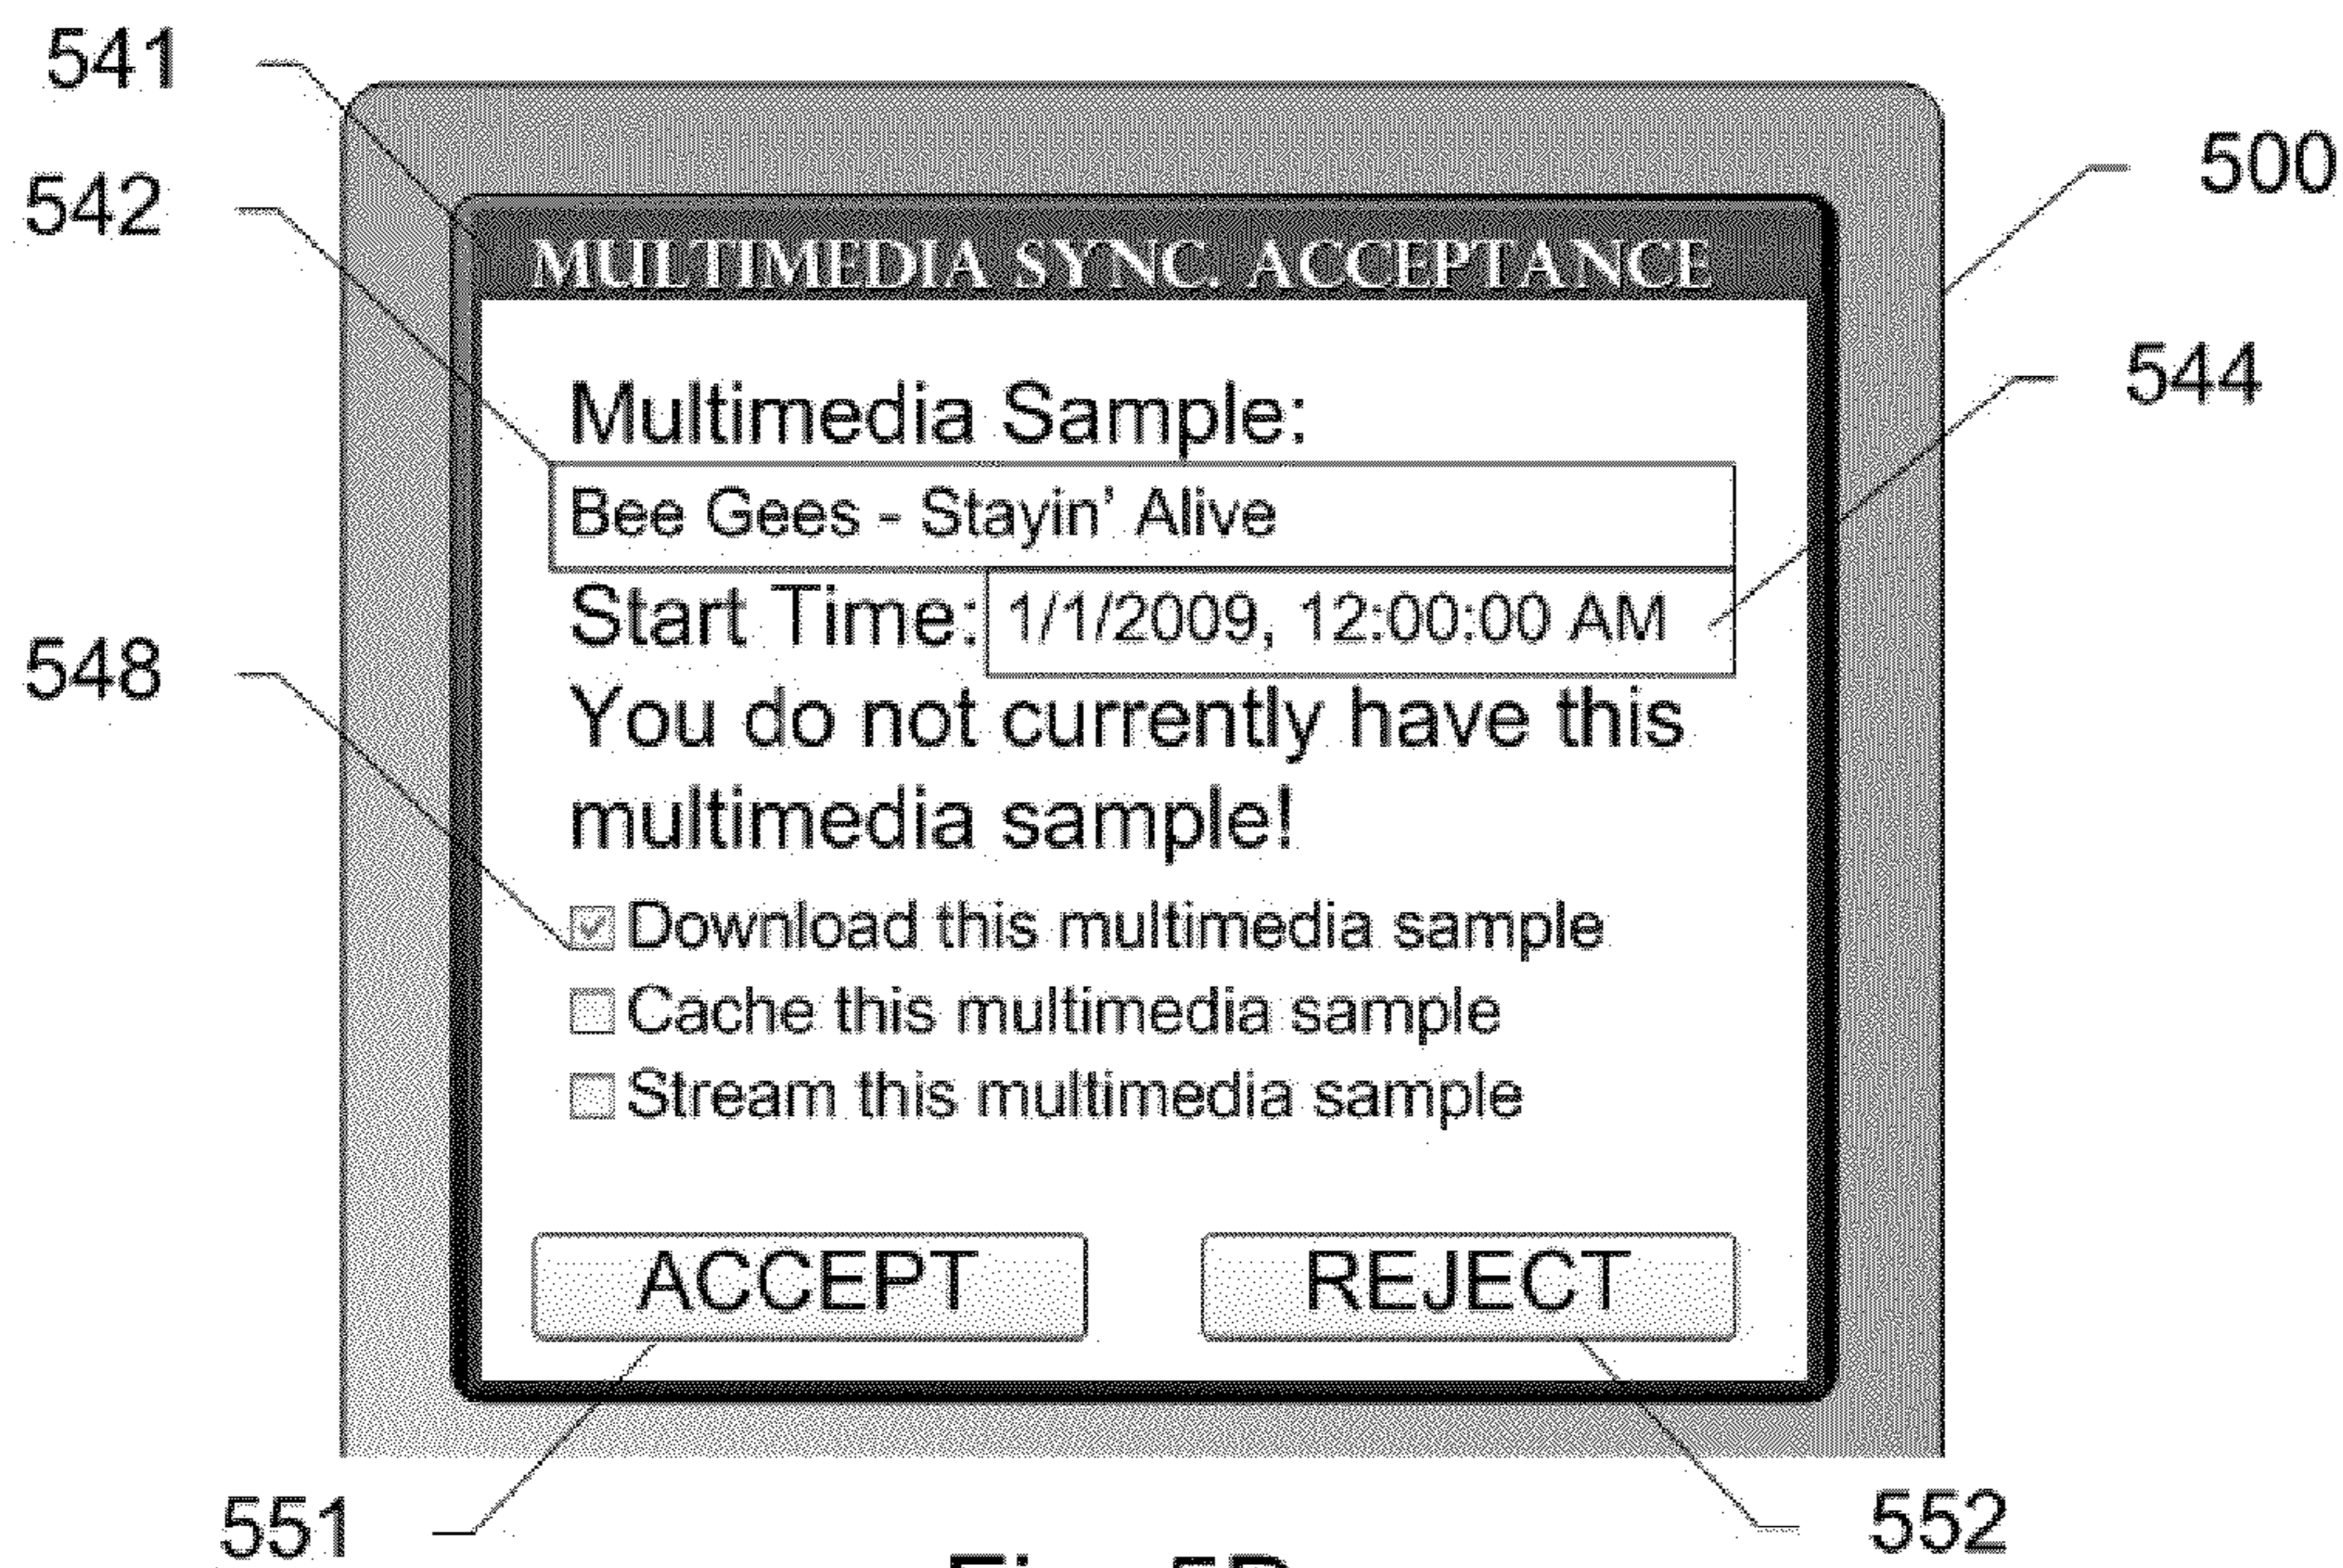 541
542
500
MULTIMEDIA SYNC. ACCEPTANCE
544
Multimedia Sample:
Bee Gees - Stayin' Alive
Start Time: 1/1/2009, 12:00:00 AM
548
You do not currently have this
multimedia sample!
Download this multimedia sample
Cache this multimedia sample
Stream this multimedia sample
ACCEPT
REJECT
551
552